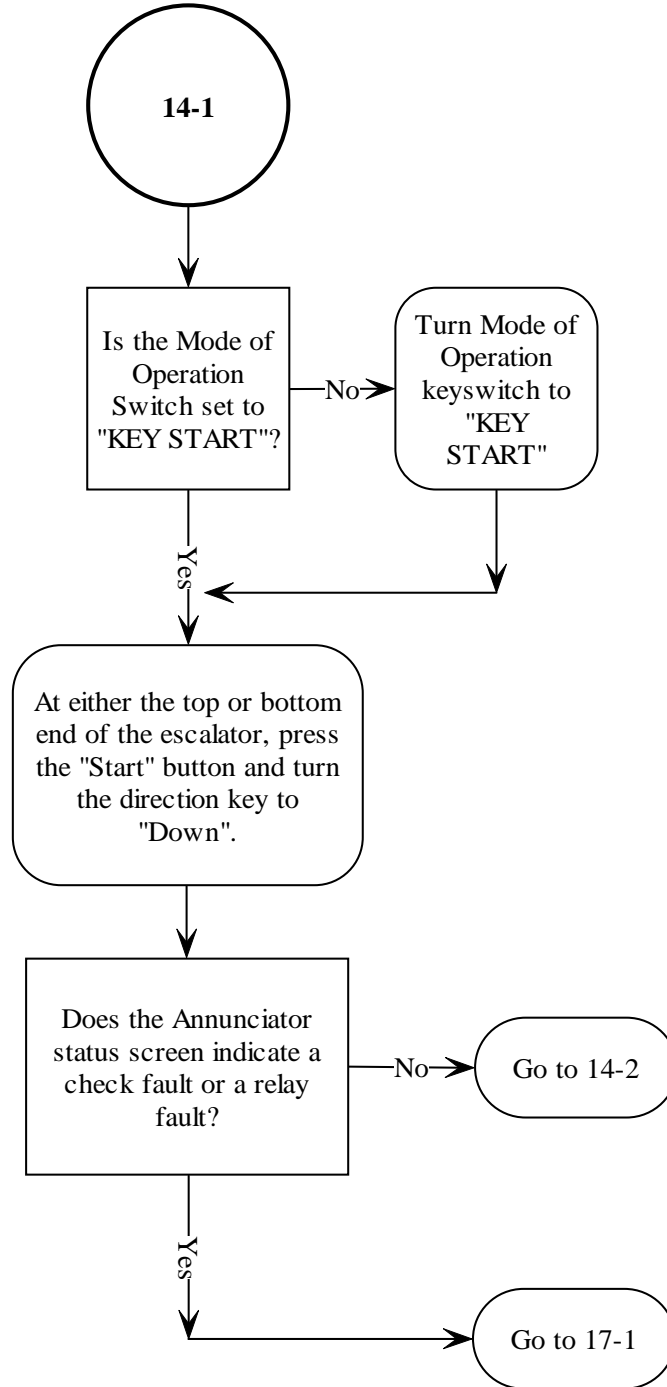 14-1
Is the Mode of
Operation
Switch set to
"KEY START"?
No
Turn Mode of
Operation
keyswitch to
"KEY
START"
Yes
At either the top or bottom
end of the escalator, press
the "Start" button and turn
the direction key to
"Down".
Does the Annunciator
status screen indicate a
check fault or a relay
fault?
No
Go to 14-2
Yes
Go to 17-1